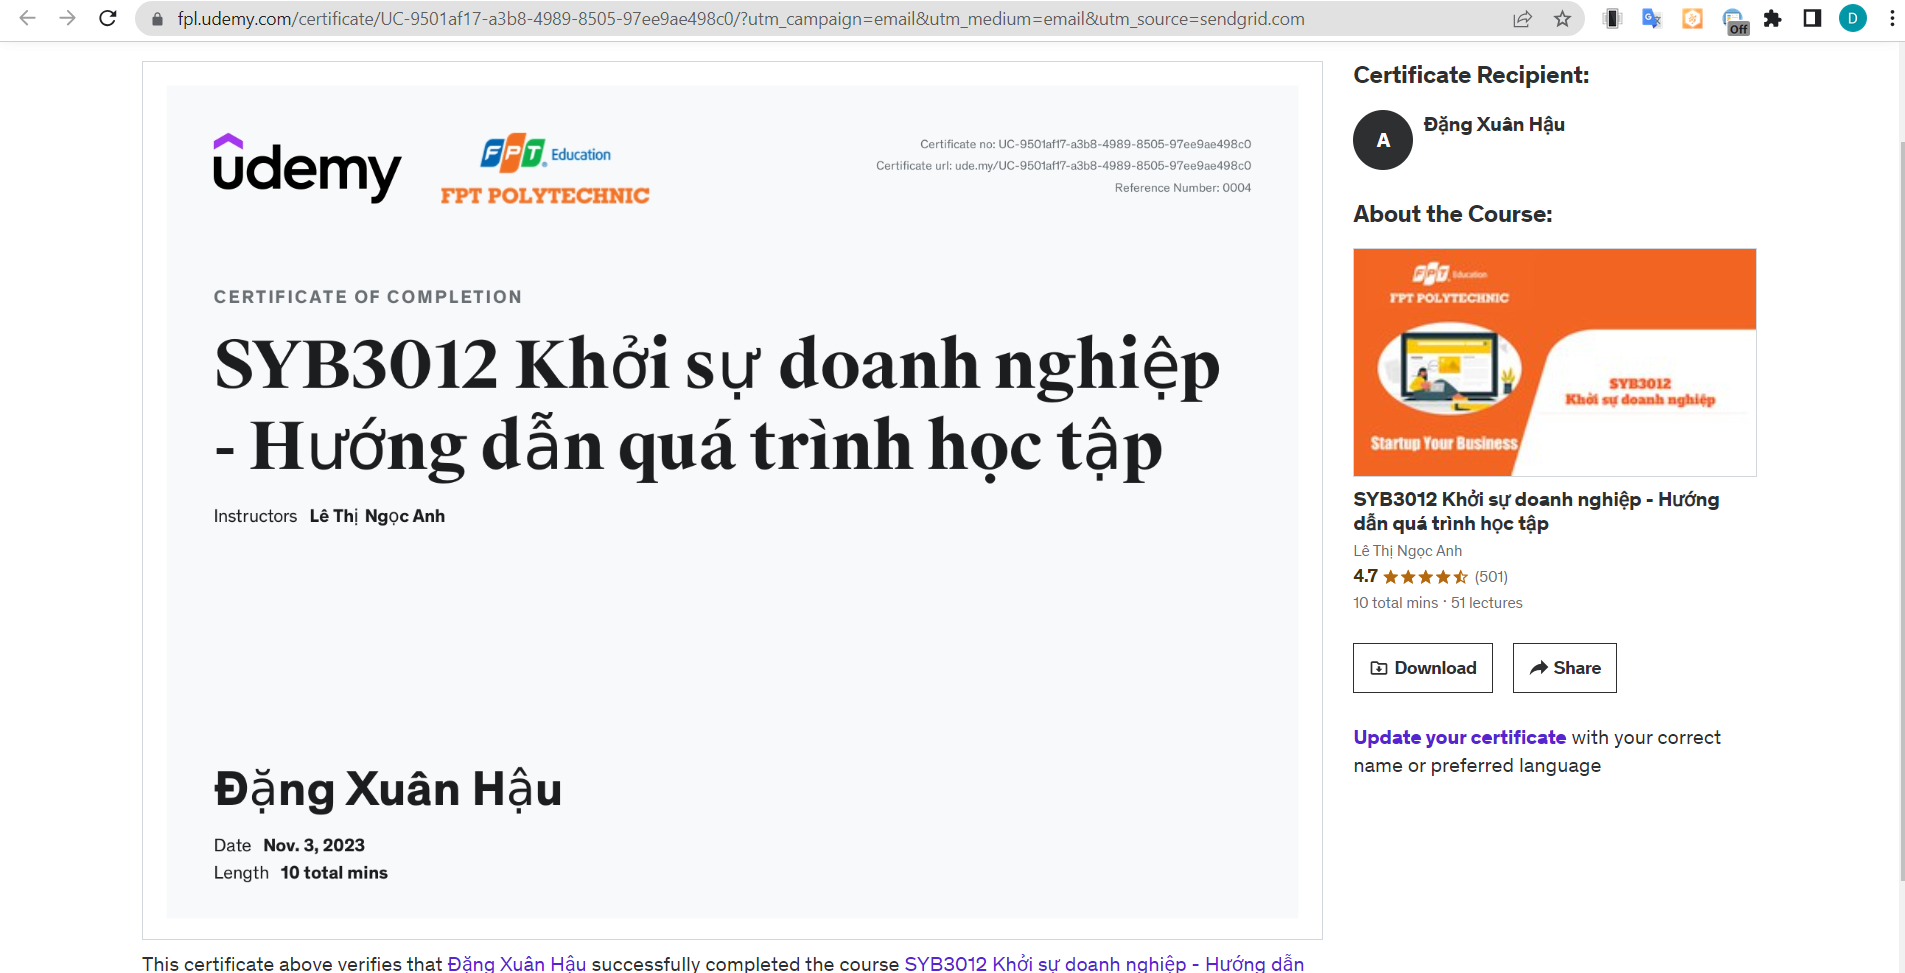 fpl.udemy.com/certificate/UC-9501af17-a3b8-4989-8505-97ee9ae498c0/?utm_campaign=email&utm_medium=email&utm_source=sendgrid.com
Off
D
udemy
FPT Education
FPT POLYTECHNIC
Certificate no: UC-9501af17-a3b8-4989-8505-97ee9ae498c0
Certificate url: ude.my/UC-9501af17-a3b8-4989-8505-97ee9ae498c0
Reference Number: 0004
CERTIFICATE OF COMPLETION
SYB3012 Khởi sự doanh nghiệp
- Hướng dẫn quá trình học tập
Instructors Lê Thị Ngọc Anh
Đặng Xuân Hậu
Date Nov. 3, 2023
Length 10 total mins
This certificate above verifies that Đặng Xuân Hậu successfully completed the course SYB3012 Khởi sự doanh nghiệp - Hướng dẫn
Certificate Recipient:
A
Đặng Xuân Hậu
About the Course:
FPT Education
FPT POLYTECHNIC
SYB3012
Khởi sự doanh nghiệp
Startup Your Business
SYB3012 Khởi sự doanh nghiệp - Hướng
dẫn quá trình học tập
Lê Thị Ngọc Anh
4.7 (501)
10 total mins · 51 lectures
Download
Share
Update your certificate with your correct
name or preferred language